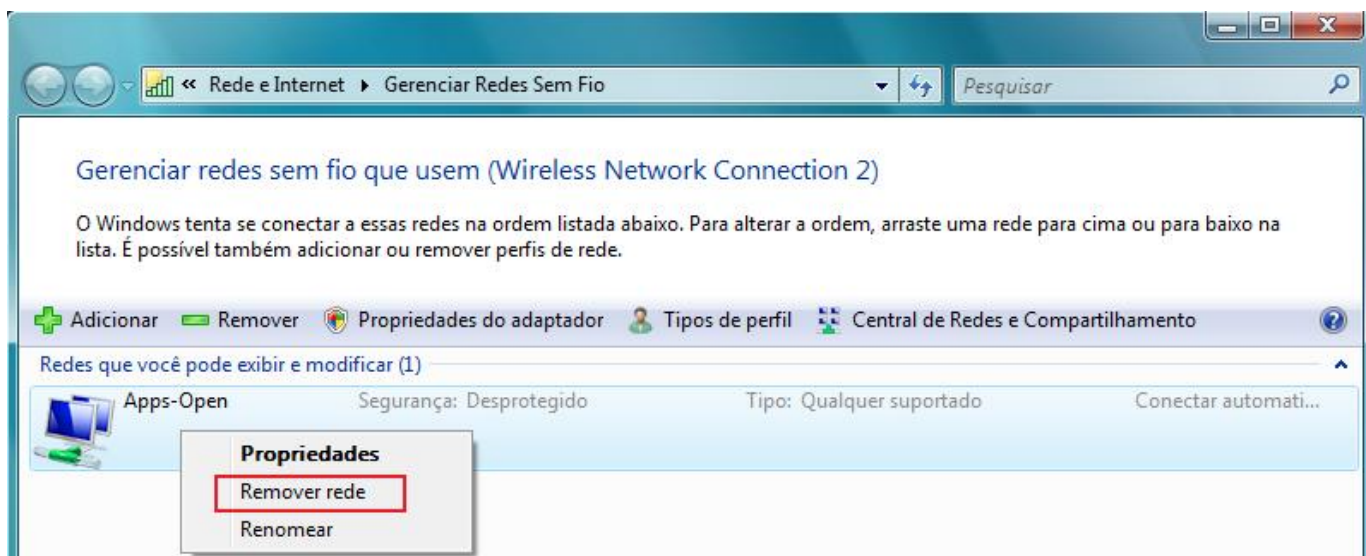 « Rede e Internet ▸ Gerenciar Redes Sem Fio
Pesquisar
Gerenciar redes sem fio que usem (Wireless Network Connection 2)
O Windows tenta se conectar a essas redes na ordem listada abaixo. Para alterar a ordem, arraste uma rede para cima ou para baixo na
lista. É possível também adicionar ou remover perfis de rede.
Adicionar Remover Propriedades do adaptador Tipos de perfil Central de Redes e Compartilhamento
Redes que você pode exibir e modificar (1)
Apps-Open Segurança: Desprotegido Tipo: Qualquer suportado Conectar automati...
Propriedades
Remover rede
Renomear